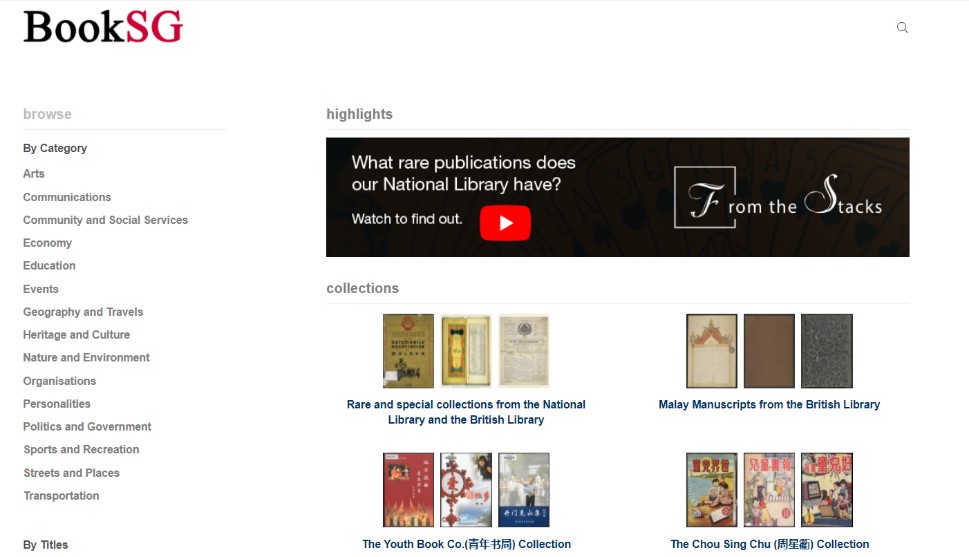 BookSG
browse
By Category
Arts
Communications
Community and Social Services
Economy
Education
Events
Geography and Travels
Heritage and Culture
Nature and Environment
Organisations
Personalities
Politics and Government
Sports and Recreation
Streets and Places
Transportation
By Titles
highlights
What rare publications does
our National Library have?
Watch to find out.
From the Stacks
collections
Rare and special collections from the National
Library and the British Library
Malay Manuscripts from the British Library
The Youth Book Co.(青年书局) Collection
The Chou Sing Chu (周星衢) Collection